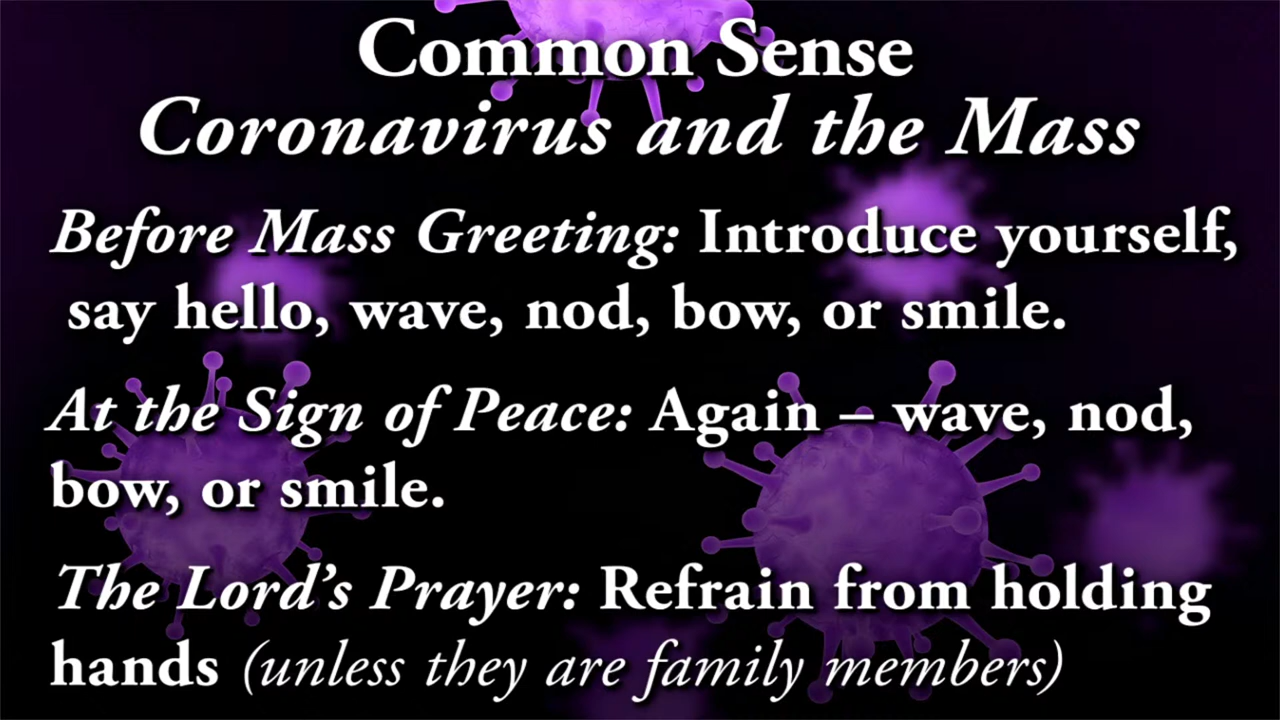 Common Sense
Coronavirus and the Mass
Before Mass Greeting: Introduce yourself,
say hello, wave, nod, bow, or smile.
At the Sign of Peace: Again – wave, nod,
bow, or smile.
The Lord’s Prayer: Refrain from holding
hands (unless they are family members)